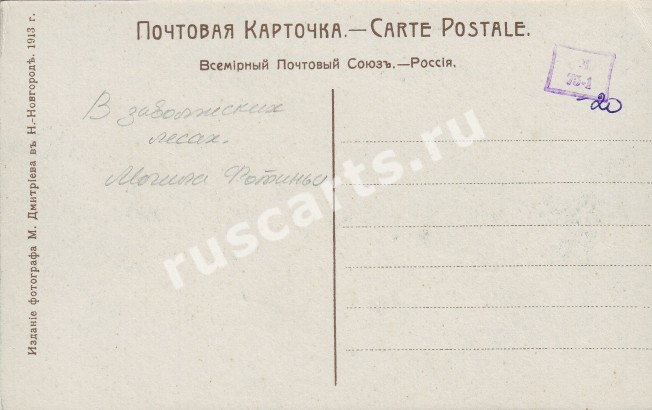 Почтовая Карточка.—Carte Postale.
Всемірный Почтовый Союзъ.—Россія.
М
-20
В заволжских
лесах.
Могила Фотиньи
Изданіе фотографа М. Дмитріева въ Н.-Новгородѣ. 1913 г.
ruscarts.ru